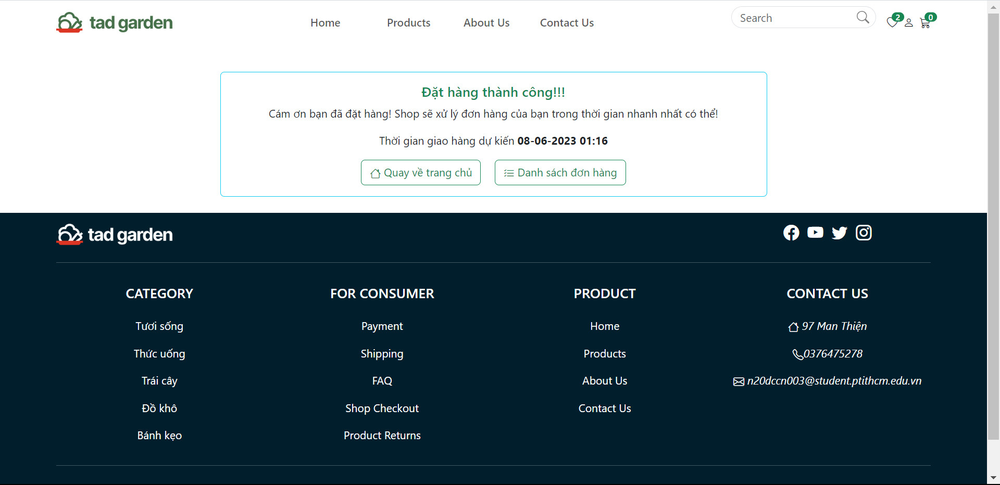 tad garden
Home
Products
About Us
Contact Us
Search
2
0
Đặt hàng thành công!!!
Cám ơn bạn đã đặt hàng! Shop sẽ xử lý đơn hàng của bạn trong thời gian nhanh nhất có thể!
Thời gian giao hàng dự kiến 08-06-2023 01:16
Quay về trang chủ
Danh sách đơn hàng
tad garden
CATEGORY
Tươi sống
Thức uống
Trái cây
Đồ khô
Bánh kẹo
FOR CONSUMER
Payment
Shipping
FAQ
Shop Checkout
Product Returns
PRODUCT
Home
Products
About Us
Contact Us
CONTACT US
97 Man Thiện
0376475278
n20dccn003@student.ptithcm.edu.vn